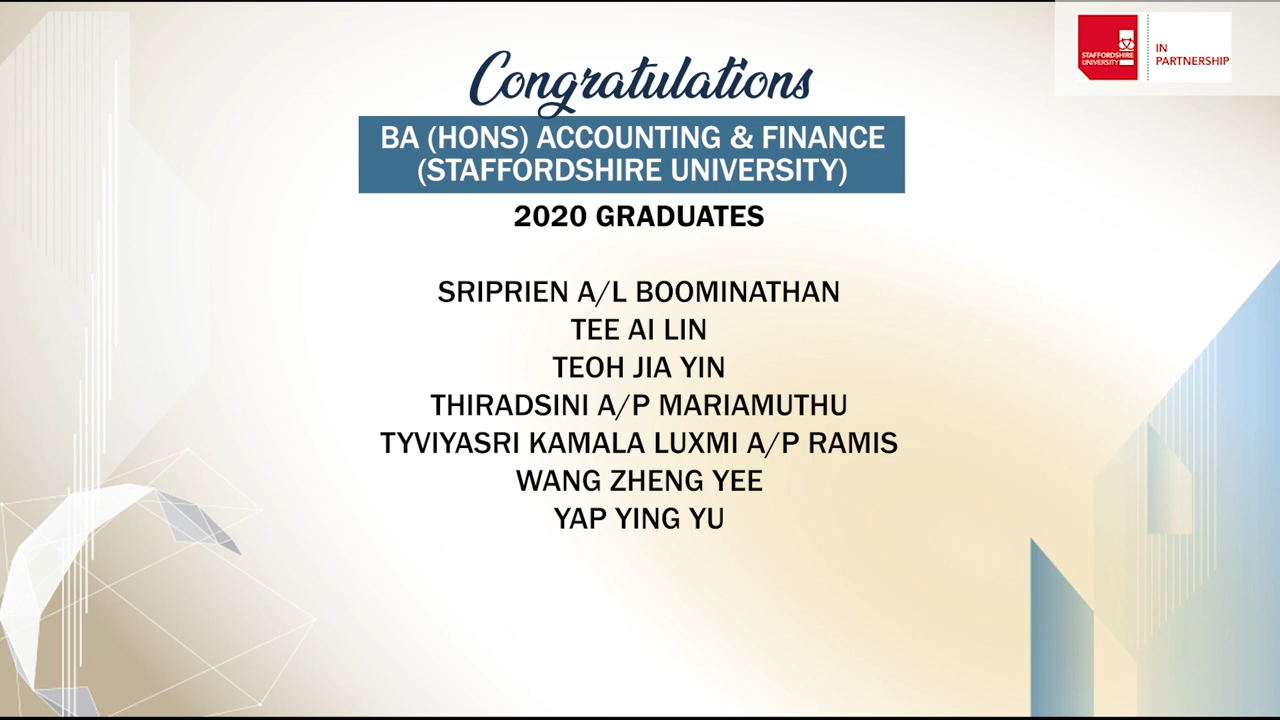 Congratulations
BA (HONS) ACCOUNTING & FINANCE
(STAFFORDSHIRE UNIVERSITY)
2020 GRADUATES
SRIPRIEN A/L BOOMINATHAN
TEE AI LIN
TEOH JIA YIN
THIRADSINI A/P MARIAMUTHU
TYVIYASRI KAMALA LUXMI A/P RAMIS
WANG ZHENG YEE
YAP YING YU
STAFFORDSHIRE
UNIVERSITY
IN
PARTNERSHIP